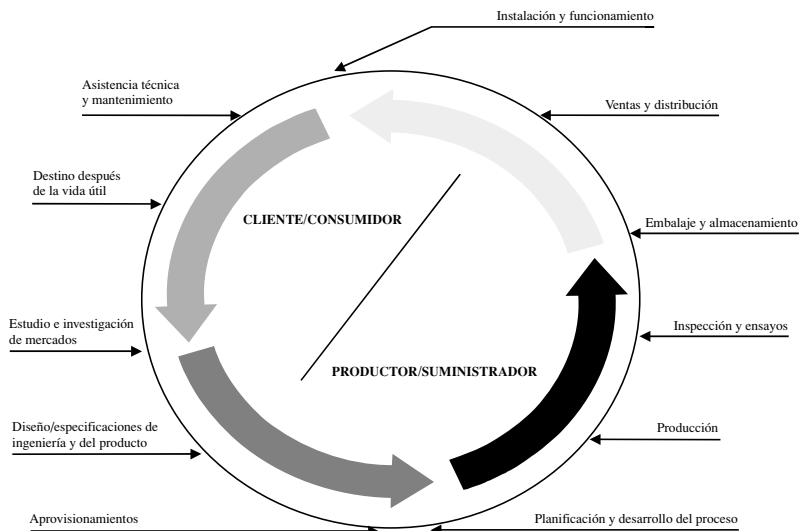 Instalación y funcionamiento
Asistencia técnica
y mantenimiento
Ventas y distribución
Destino después
de la vida útil
CLIENTE/CONSUMIDOR
Embalaje y almacenamiento
Estudio e investigación
de mercados
Inspección y ensayos
PRODUCTOR/SUMINISTRADOR
Diseño/especificaciones de
ingeniería y del producto
Producción
Aprovisionamientos
Planificación y desarrollo del proceso